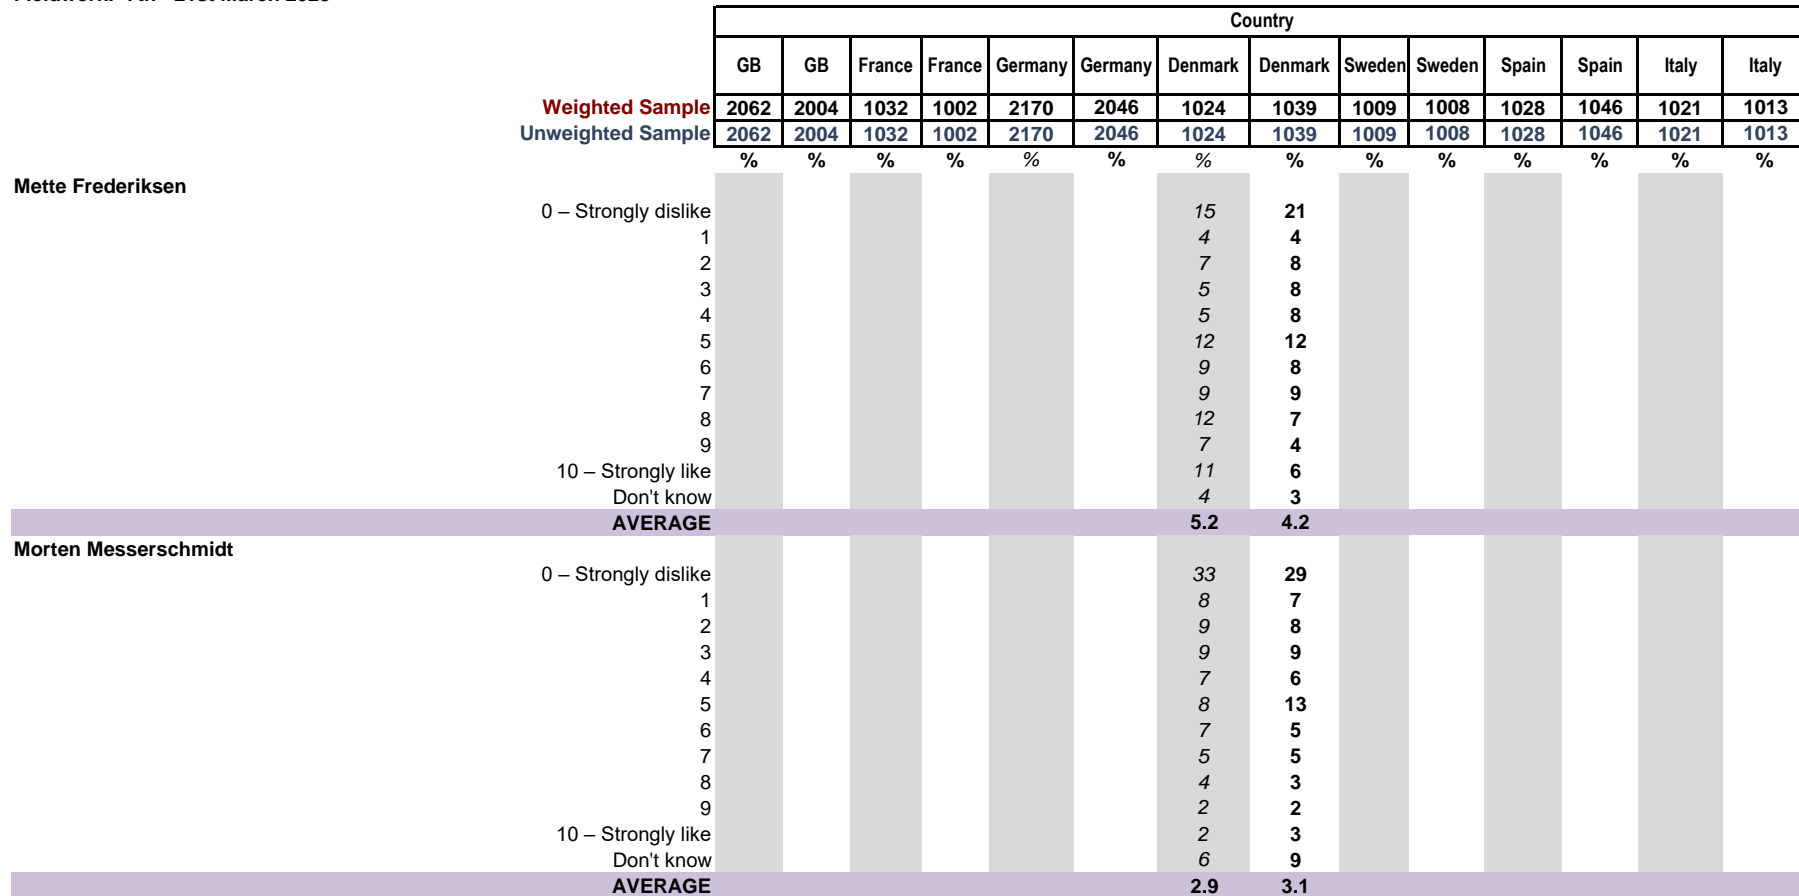 Country
GB GB France France Germany Germany Denmark Denmark Sweden Sweden Spain Spain Italy Italy
Weighted Sample 2062 2004 1032 1002 2170 2046 1024 1039 1009 1008 1028 1046 1021 1013
Unweighted Sample 2062 2004 1032 1002 2170 2046 1024 1039 1009 1008 1028 1046 1021 1013
% % % % % % % % % % % % % %
Mette Frederiksen
0 – Strongly dislike 15 21
1 4 4
2 7 8
3 5 8
4 5 8
5 12 12
6 9 8
7 9 9
8 12 7
9 7 4
10 – Strongly like 11 6
Don't know 4 3
AVERAGE 5.2 4.2
Morten Messerschmidt
0 – Strongly dislike 33 29
1 8 7
2 9 8
3 9 9
4 7 6
5 8 13
6 7 5
7 5 5
8 4 3
9 2 2
10 – Strongly like 2 3
Don't know 6 9
AVERAGE 2.9 3.1